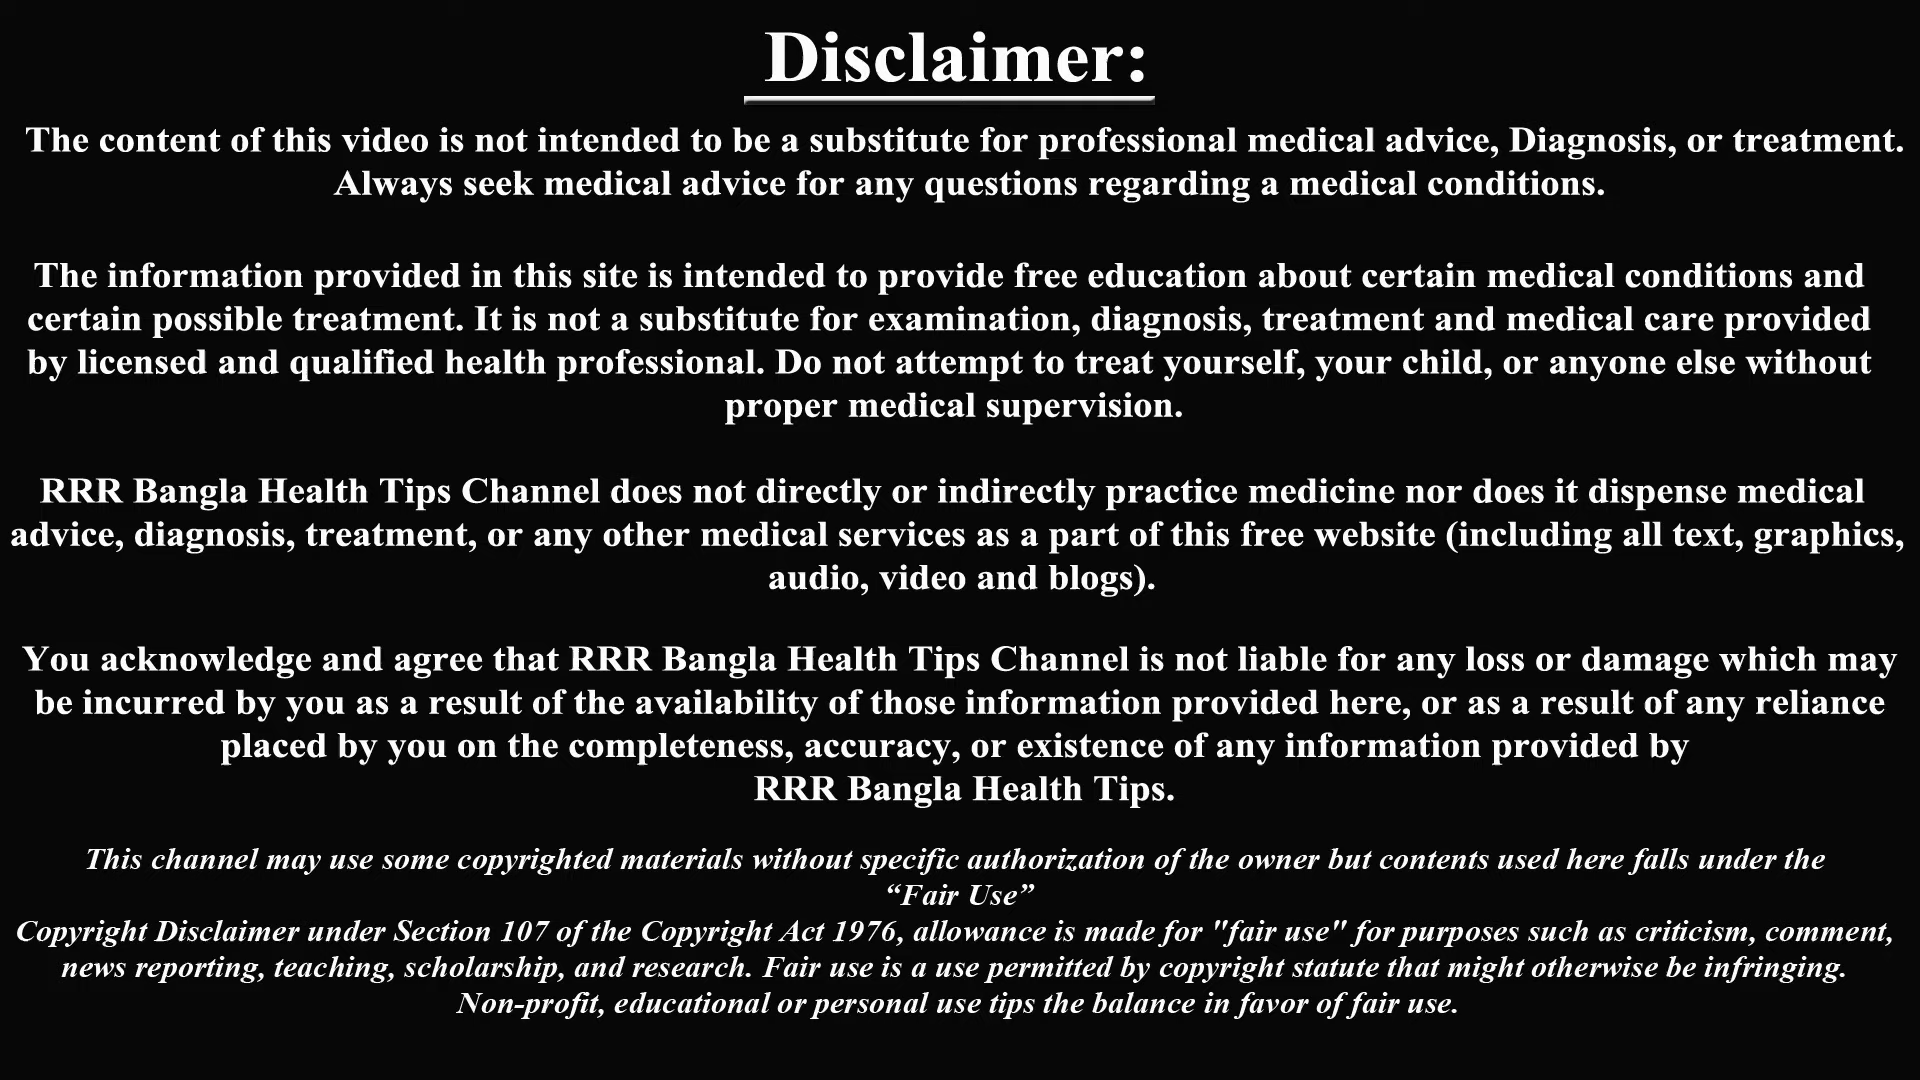 Disclaimer:
The content of this video is not intended to be a substitute for professional medical advice, Diagnosis, or treatment.
Always seek medical advice for any questions regarding a medical conditions.
The information provided in this site is intended to provide free education about certain medical conditions and
certain possible treatment. It is not a substitute for examination, diagnosis, treatment and medical care provided
by licensed and qualified health professional. Do not attempt to treat yourself, your child, or anyone else without
proper medical supervision.
RRR Bangla Health Tips Channel does not directly or indirectly practice medicine nor does it dispense medical
advice, diagnosis, treatment, or any other medical services as a part of this free website (including all text, graphics,
audio, video and blogs).
You acknowledge and agree that RRR Bangla Health Tips Channel is not liable for any loss or damage which may
be incurred by you as a result of the availability of those information provided here, or as a result of any reliance
placed by you on the completeness, accuracy, or existence of any information provided by
RRR Bangla Health Tips.
This channel may use some copyrighted materials without specific authorization of the owner but contents used here falls under the
“Fair Use”
Copyright Disclaimer under Section 107 of the Copyright Act 1976, allowance is made for "fair use" for purposes such as criticism, comment,
news reporting, teaching, scholarship, and research. Fair use is a use permitted by copyright statute that might otherwise be infringing.
Non-profit, educational or personal use tips the balance in favor of fair use.